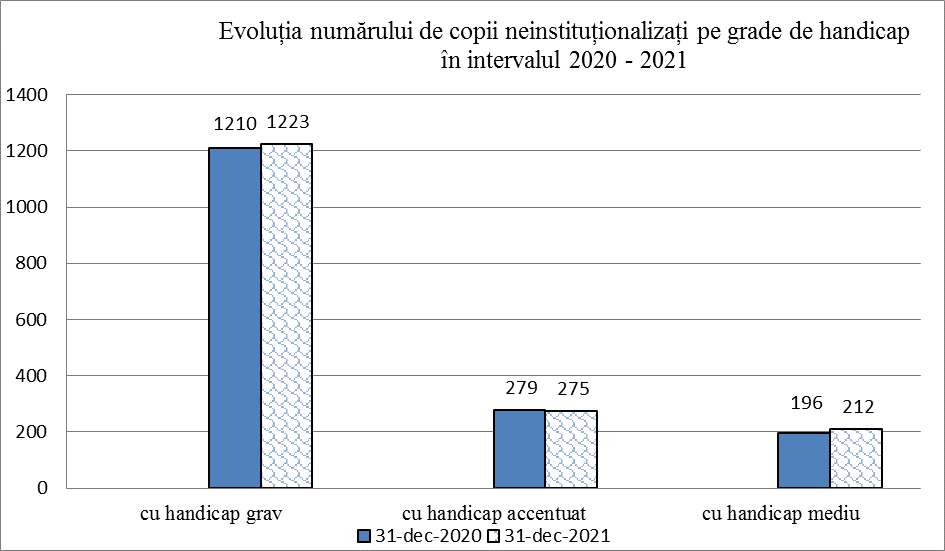 Evoluția numărului de copii neinstituționalizați pe grade de handicap
în intervalul 2020 - 2021
1400
1200
1000
800
600
400
200
0
1210
1223
279
275
196
212
cu handicap grav
cu handicap accentuat
cu handicap mediu
31-dec-2020
31-dec-2021